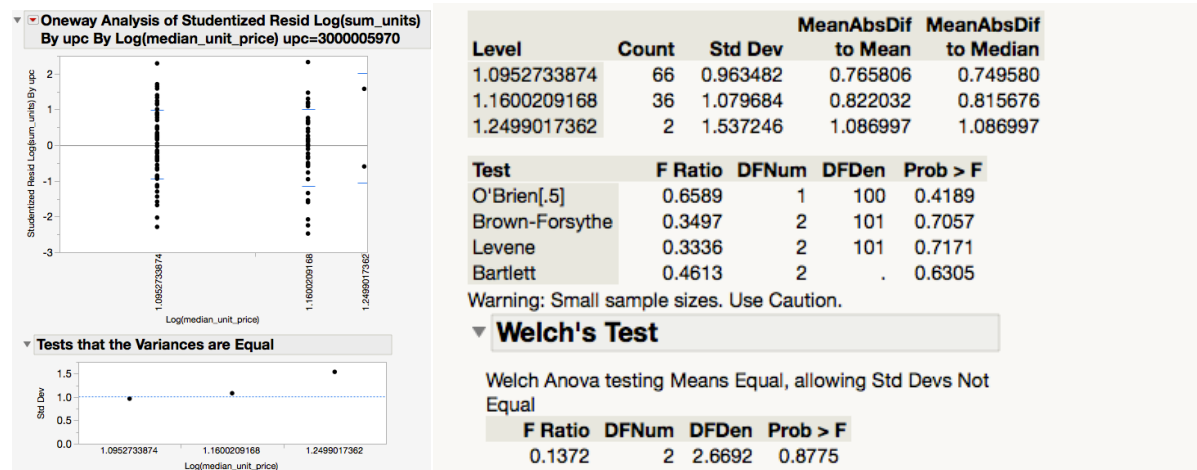 Oneway Analysis of Studentized Resid Log(sum_units)
By upc By Log(median_unit_price) upc=3000005970
Studentized Resid Log(sum_units) By upc
2
1
0
-1
-2
-3
1.0952733874
1.1600209168
1.2499017362
Log(median_unit_price)
Tests that the Variances are Equal
Std Dev
1.5
1.0
0.5
0.0
1.0952733874 1.1600209168 1.2499017362
Log(median_unit_price)
MeanAbsDif MeanAbsDif
Level Count Std Dev to Mean to Median
1.0952733874 66 0.963482 0.765806 0.749580
1.1600209168 36 1.079684 0.822032 0.815676
1.2499017362 2 1.537246 1.086997 1.086997
Test F Ratio DFNum DFDen Prob > F
O'Brien[.5] 0.6589 1 100 0.4189
Brown-Forsythe 0.3497 2 101 0.7057
Levene 0.3336 2 101 0.7171
Bartlett 0.4613 2 . 0.6305
Warning: Small sample sizes. Use Caution.
Welch's Test
Welch Anova testing Means Equal, allowing Std Devs Not
Equal
F Ratio DFNum DFDen Prob > F
0.1372 2 2.6692 0.8775